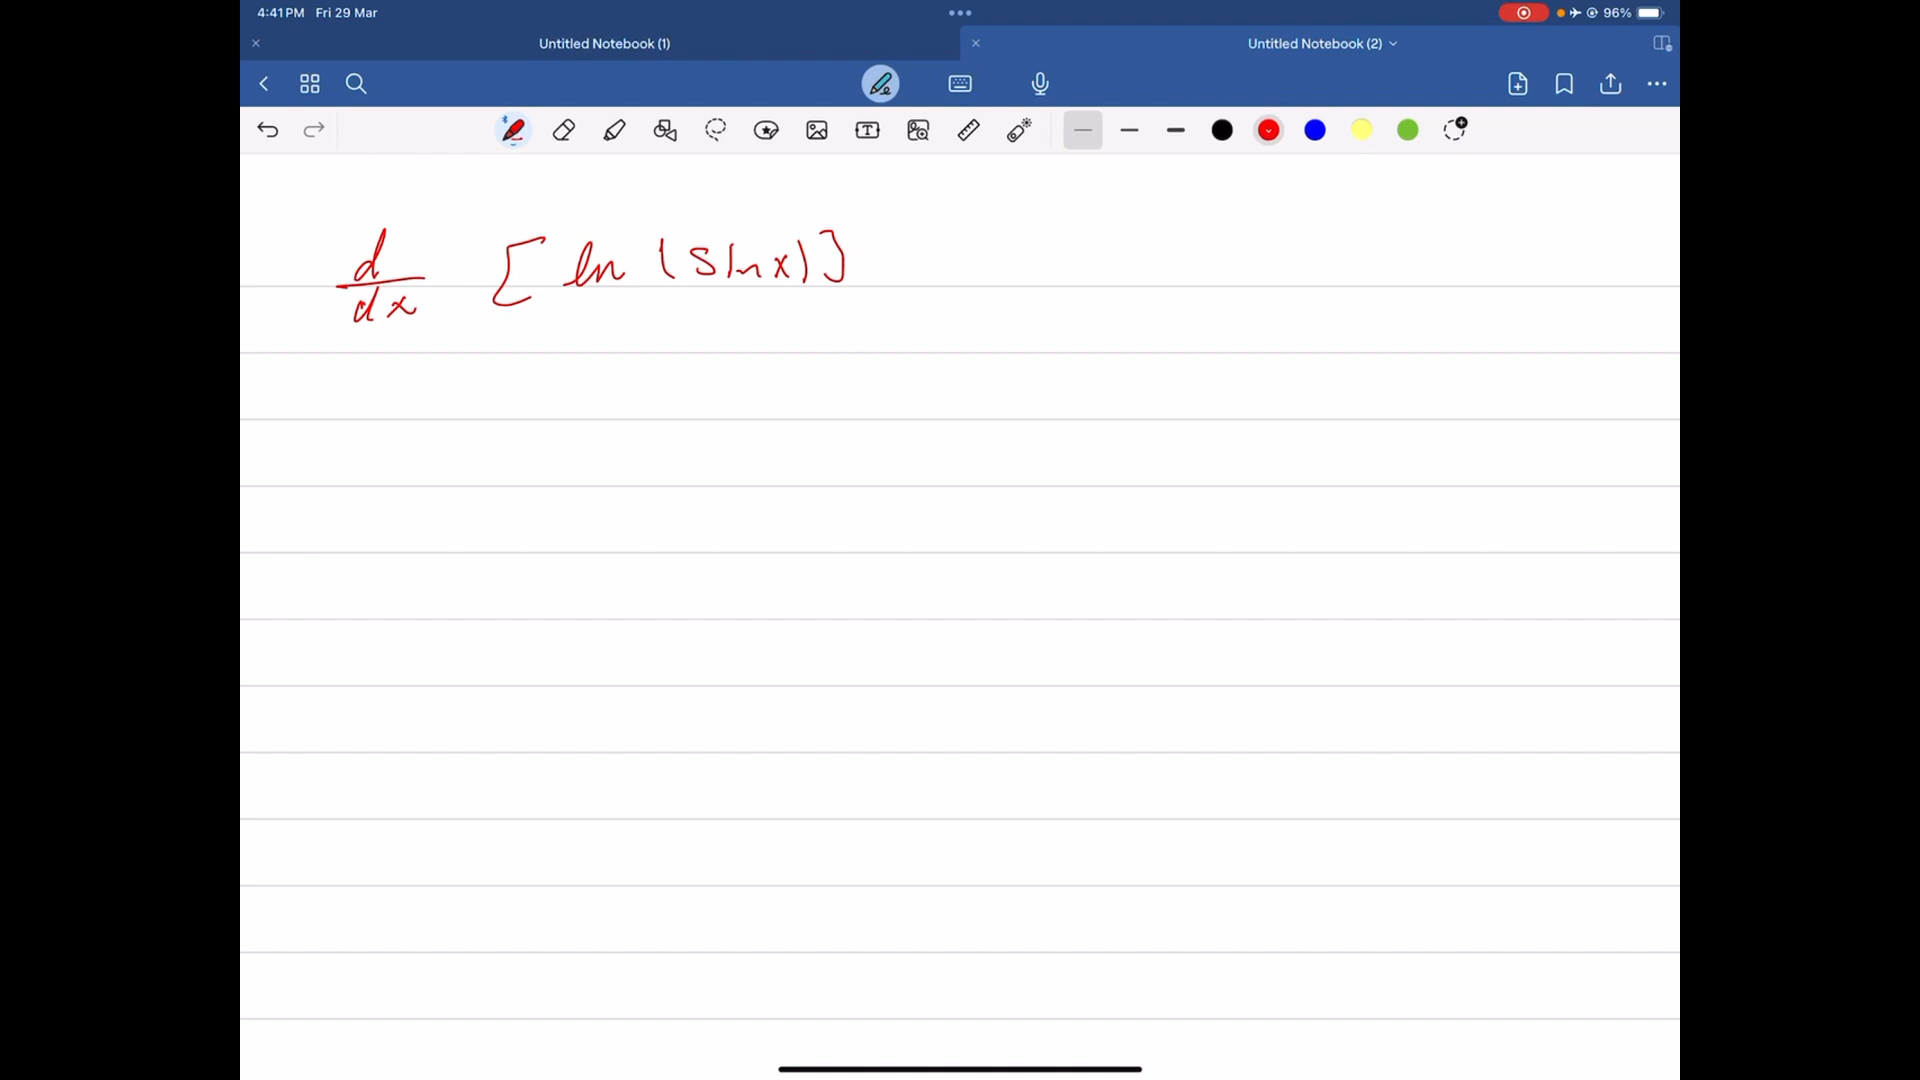 4:41 PM Fri 29 Mar 96%
Untitled Notebook (1) Untitled Notebook (2)
d/dx [ln (sin x)]